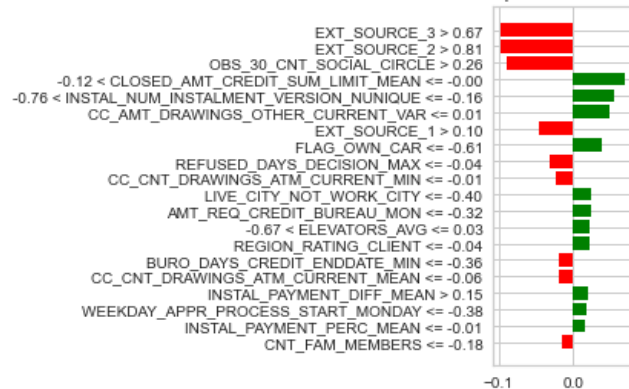 EXT_SOURCE_3 > 0.67
EXT_SOURCE_2 > 0.81
OBS_30_CNT_SOCIAL_CIRCLE > 0.26
-0.12 < CLOSED_AMT_CREDIT_SUM_LIMIT_MEAN <= -0.00
-0.76 < INSTAL_NUM_INSTALMENT_VERSION_NUNIQUE <= -0.16
CC_AMT_DRAWINGS_OTHER_CURRENT_VAR <= 0.01
EXT_SOURCE_1 > 0.10
FLAG_OWN_CAR <= -0.61
REFUSED_DAYS_DECISION_MAX <= -0.04
CC_CNT_DRAWINGS_ATM_CURRENT_MIN <= -0.01
LIVE_CITY_NOT_WORK_CITY <= -0.40
AMT_REQ_CREDIT_BUREAU_MON <= -0.32
-0.67 < ELEVATORS_AVG <= 0.03
REGION_RATING_CLIENT <= -0.04
BURO_DAYS_CREDIT_ENDDATE_MIN <= -0.36
CC_CNT_DRAWINGS_ATM_CURRENT_MEAN <= -0.06
INSTAL_PAYMENT_DIFF_MEAN > 0.15
WEEKDAY_APPR_PROCESS_START_MONDAY <= -0.38
INSTAL_PAYMENT_PERC_MEAN <= -0.01
CNT_FAM_MEMBERS <= -0.18
−0.1 0.0